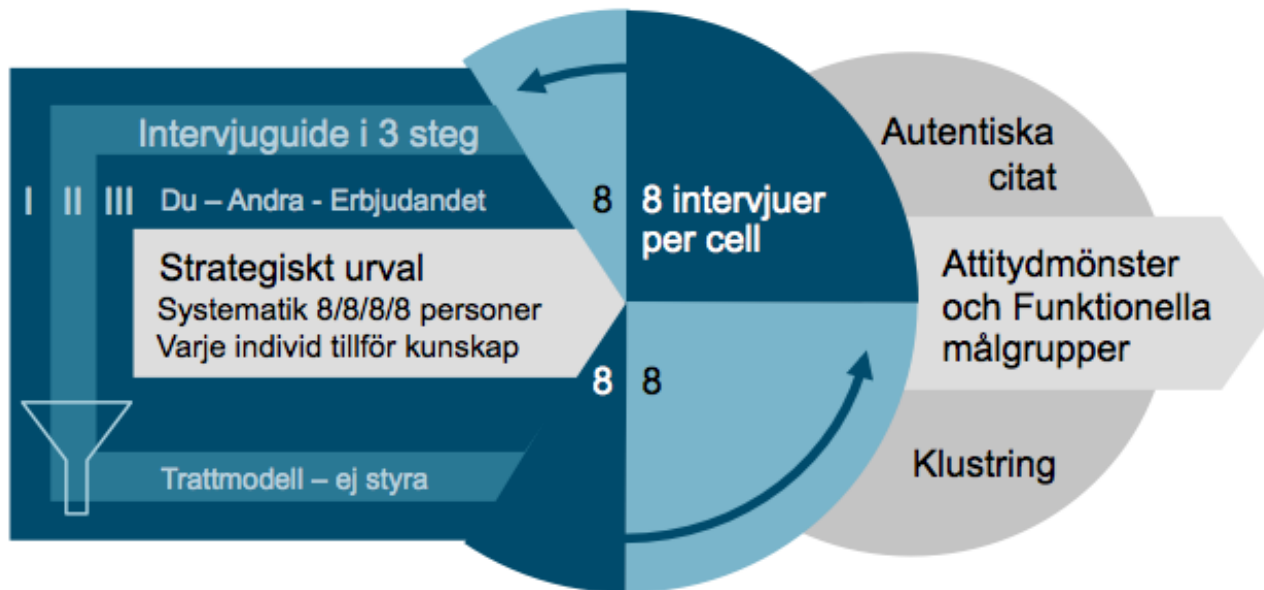 Intervjuguide i 3 steg
I II III Du – Andra - Erbjudandet
Strategiskt urval
Systematik 8/8/8/8 personer
Varje individ tillför kunskap
Trattmodell – ej styra
8
8 intervjuer
per cell
8
8
Autentiska
citat
Attitydmönster
och Funktionella
målgrupper
Klustring